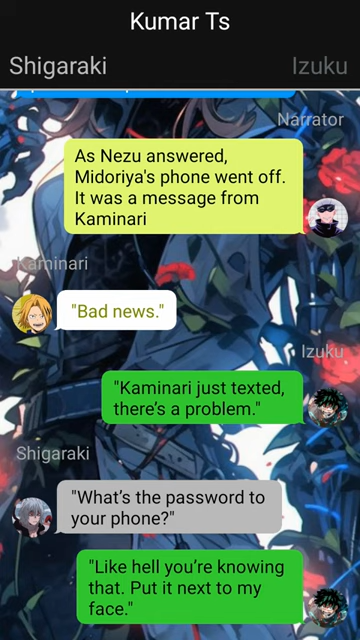 Kumar Ts
Shigaraki
Izuku
Narrator
As Nezu answered,
Midoriya's phone went off.
It was a message from
Kaminari
Kaminari
"Bad news."
Izuku
"Kaminari just texted,
there's a problem."
Shigaraki
"What's the password to
your phone?"
"Like hell you're knowing
that. Put it next to my
face."